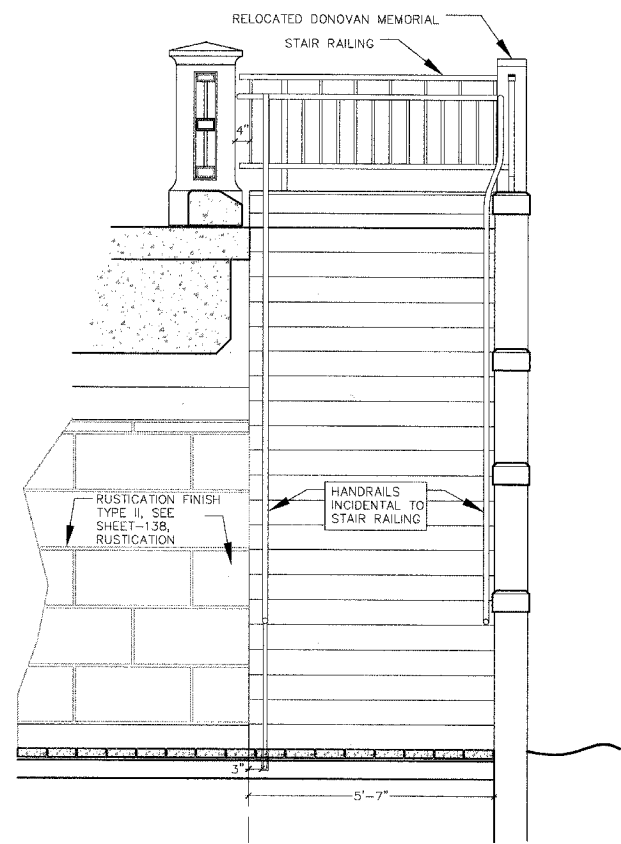 RELOCATED DONOVAN MEMORIAL
STAIR RAILING
4"
RUSTICATION FINISH
TYPE II, SEE
SHEET-138,
RUSTICATION
HANDRAILS
INCIDENTAL TO
STAIR RAILING
3"
5'-7"